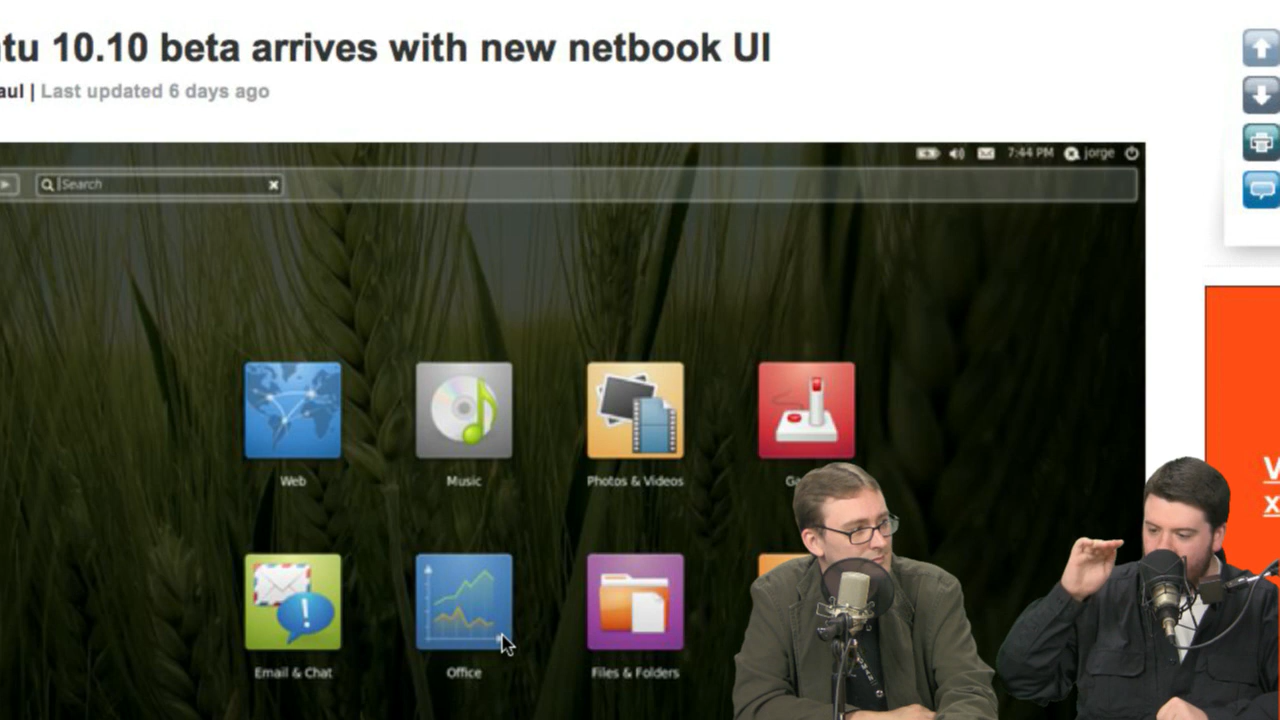 tu 10.10 beta arrives with new netbook UI
aul | Last updated 6 days ago
7:44 PM jorge
Search
Web
Music
Photos & Videos
Ga
Email & Chat
Office
Files & Folders
V
x